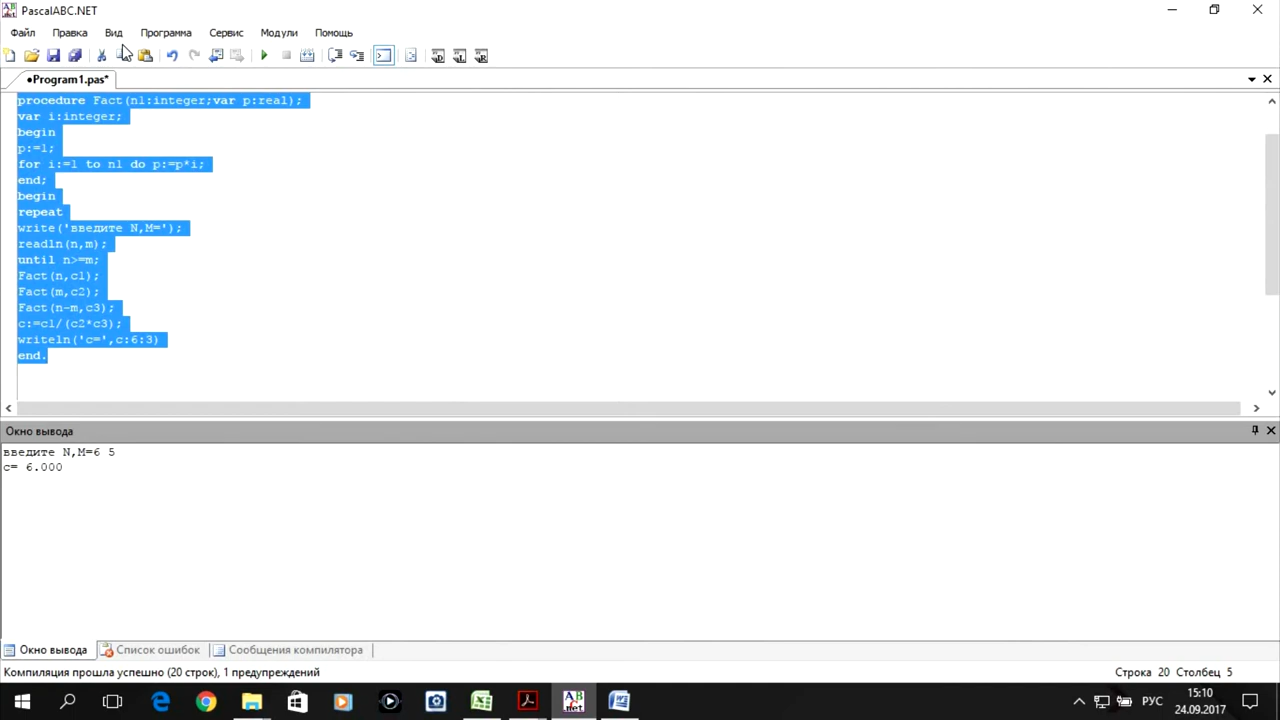 PascalABC.NET
Файл Правка Вид Программа Сервис Модули Помощь
●Program1.pas*
procedure Fact(n1:integer;var p:real);
var i:integer;
begin
p:=1;
for i:=1 to n1 do p:=p*i;
end;
begin
repeat
write('введите N,M=');
readln(n,m);
until n>=m;
Fact(n,c1);
Fact(m,c2);
Fact(n-m,c3);
c:=c1/(c2*c3);
writeln('c=',c:6:3)
end.
Окно вывода
введите N,M=6 5
c= 6.000
Окно вывода Список ошибок Сообщения компилятора
Компиляция прошла успешно (20 строк), 1 предупреждений Строка 20 Столбец 5
РУС
15:10
24.09.2017